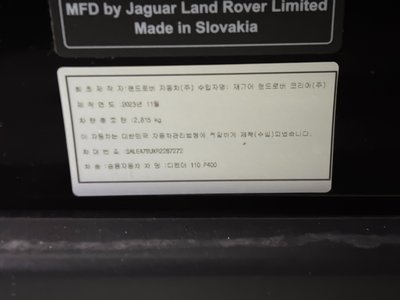 MFD by Jaguar Land Rover Limited
Made in Slovakia
최 초 제 작 자 : 랜드로버 자동차(주) 수입자명 : 재규어 랜드로버 코리아(주)
제 작 연 도 : 2023년 11월
차 량 총 중 량 : 2,815 kg
이 자동차는 대한민국 자동차관리법령에 적합하게 제작(수입)되었습니다.
차 대 번 호 :
차 종 : 승용자동차 차 명 : 디펜더 110 P400